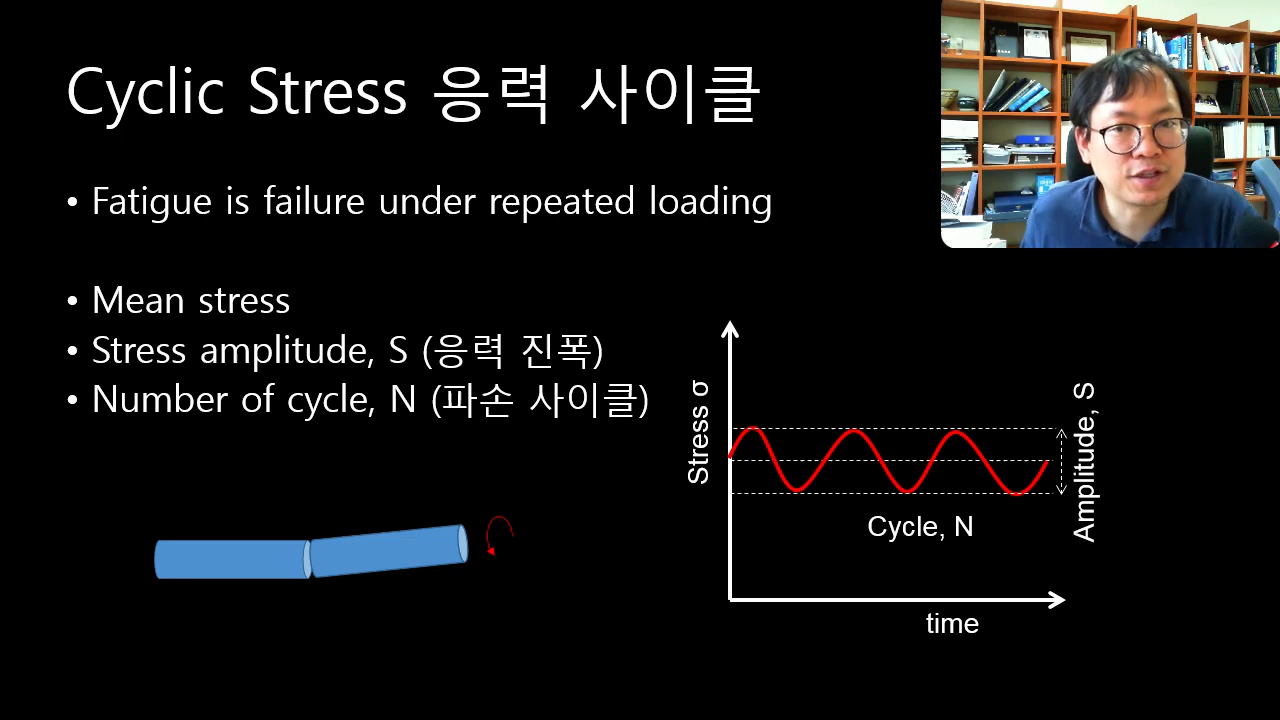 Cyclic Stress 응력 사이클
• Fatigue is failure under repeated loading
• Mean stress
• Stress amplitude, S (응력 진폭)
• Number of cycle, N (파손 사이클)
Stress σ
Amplitude, S
Cycle, N
time